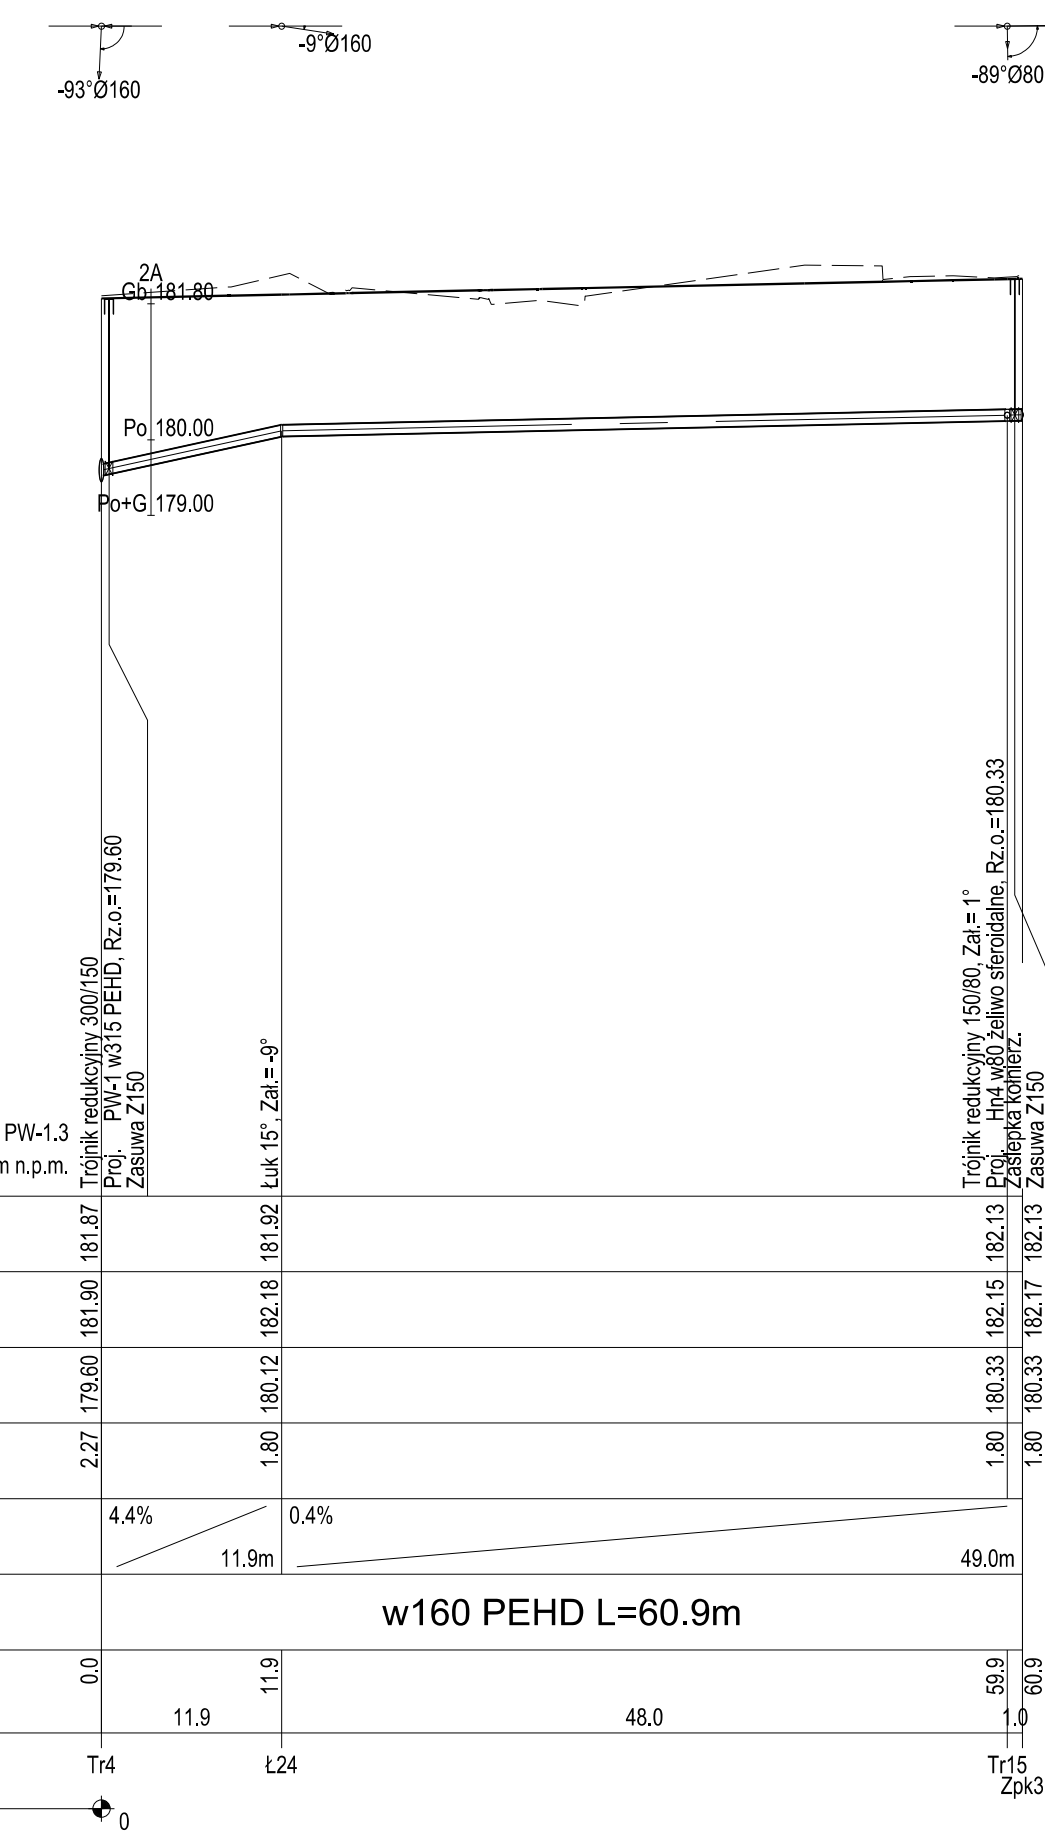 -93°Ø160
-9°Ø160
-89°Ø80
2A
Gb 181.80
Po 180.00
Po+G 179.00
Trójnik redukcyjny 300/150
Proj. PW-1 w315 PEHD, Rz.o.=179.60
Zasuwa Z150
Łuk 15°, Zał.= -9°
Trójnik redukcyjny 150/80, Zał.= 1°
Proj. Hn4 w80 żeliwo sferoidalne, Rz.o.=180.33
Zaślepka kołnierz.
Zasuwa Z150
PW-1.3
m n.p.m.
181.87 181.92 182.13 182.13
181.90 182.18 182.15 182.17
179.60 180.12 180.33 180.33
2.27 1.80 1.80 1.80
4.4% 0.4%
11.9m 49.0m
w160 PEHD L=60.9m
0.0 11.9 59.9 60.9
11.9 48.0 1.0
Tr4 Ł24 Tr15
Zpk3
0